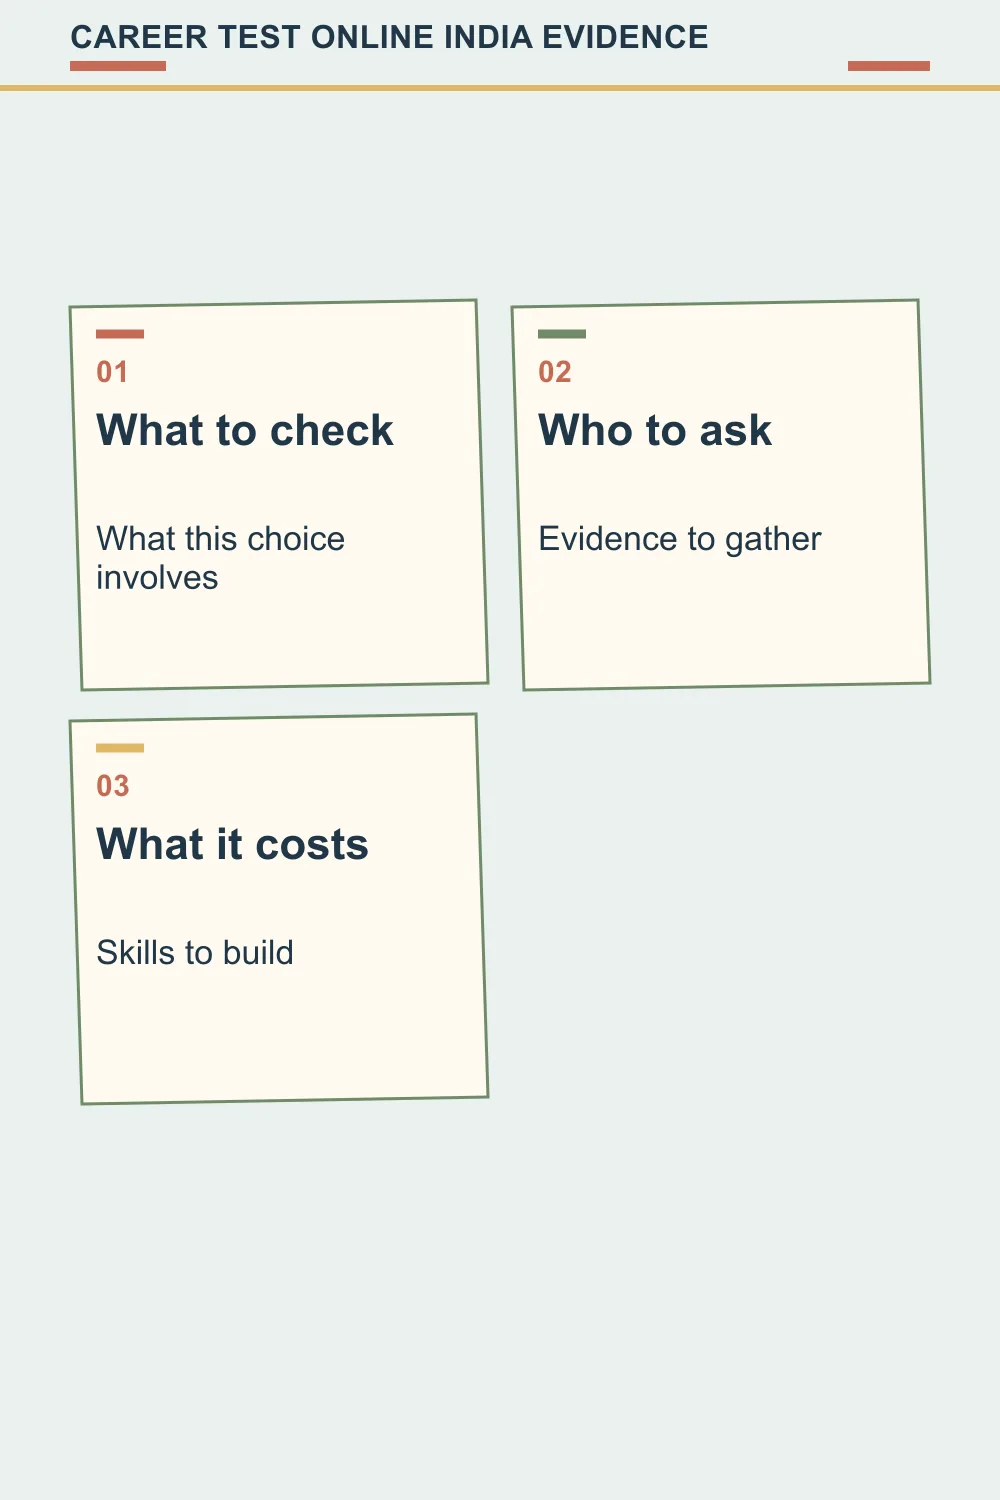 CAREER TEST ONLINE INDIA EVIDENCE
01
What to check
What this choice
involves
02
Who to ask
Evidence to gather
03
What it costs
Skills to build